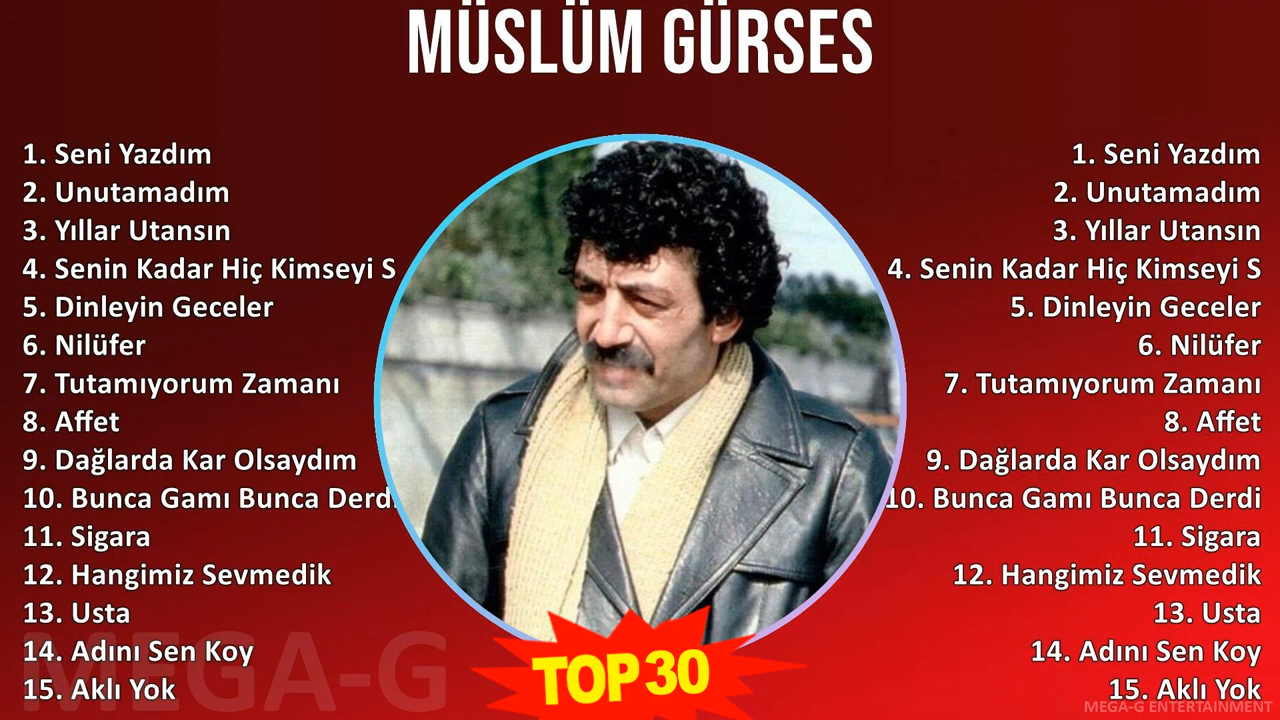 MÜSLÜM GÜRSES
1. Seni Yazdım
2. Unutamadım
3. Yıllar Utansın
4. Senin Kadar Hiç Kimseyi S
5. Dinleyin Geceler
6. Nilüfer
7. Tutamıyorum Zamanı
8. Affet
9. Dağlarda Kar Olsaydım
10. Bunca Gamı Bunca Derdi
11. Sigara
12. Hangimiz Sevmedik
13. Usta
14. Adını Sen Koy
15. Aklı Yok
1. Seni Yazdım
2. Unutamadım
3. Yıllar Utansın
4. Senin Kadar Hiç Kimseyi S
5. Dinleyin Geceler
6. Nilüfer
7. Tutamıyorum Zamanı
8. Affet
9. Dağlarda Kar Olsaydım
10. Bunca Gamı Bunca Derdi
11. Sigara
12. Hangimiz Sevmedik
13. Usta
14. Adını Sen Koy
15. Aklı Yok
TOP 30
MEGA-G
MEGA-G ENTERTAINMENT